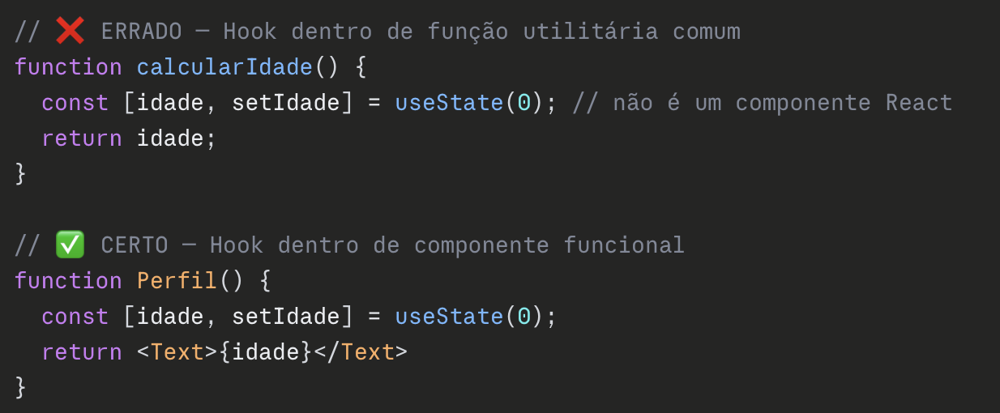 // ❌ ERRADO — Hook dentro de função utilitária comum
function calcularIdade() {
  const [idade, setIdade] = useState(0); // não é um componente React
  return idade;
}

// ✅ CERTO — Hook dentro de componente funcional
function Perfil() {
  const [idade, setIdade] = useState(0);
  return <Text>{idade}</Text>
}